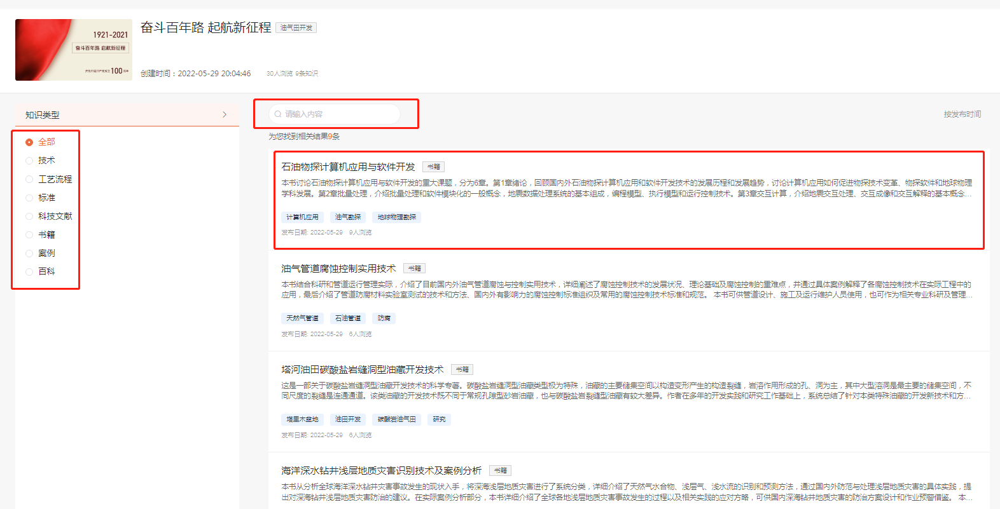 1921-2021
奋斗百年路 启航新征程
庆祝中国共产党成立100周年
奋斗百年路 起航新征程 油气田开发
创建时间：2022-05-29 20:04:46 30人浏览 9条知识
知识类型
全部
技术
工艺流程
标准
科技文献
书籍
案例
百科
请输入内容
按发布时间
为您找到相关结果9条
石油物探计算机应用与软件开发 书籍
本书讨论石油物探计算机应用与软件开发的重大课题，分为6章。第1章绪论，回顾国内外石油物探计算机应用和软件开发技术的发展历程和发展趋势，讨论计算机应用如何促进物探技术变革、物探软件和地球物理
学科发展。第2章批量处理，介绍批量处理和软件模块化的一般概念，地震数据处理系统的基本组成，编程模型、执行模型和运行控制技术。第3章交互计算，介绍地震交互处理、交互成像和交互解释的基本概念...
计算机应用 油气勘探 地球物理勘探
发布日期: 2022-05-29 9人浏览
油气管道腐蚀控制实用技术 书籍
本书结合科研和管道运行管理实际，介绍了目前国内外油气管道腐蚀与控制实用技术，详细阐述了腐蚀控制技术的发展状况、理论基础及腐蚀控制的重难点，并通过具体案例解释了各腐蚀控制技术在实际工程中的
应用，最后介绍了管道防腐材料实验室测试的技术和方法、国内外有影响力的腐蚀控制标准组织及常用的腐蚀控制技术标准和规范。 本书可供管道设计、施工及运行维护人员使用，也可作为相关专业科研及管理...
天然气管道 石油管道 防腐
发布日期: 2022-05-29 6人浏览
塔河油田碳酸盐岩缝洞型油藏开发技术 书籍
这是一部关于碳酸盐岩缝洞型油藏开发技术的科学专著。碳酸盐岩缝洞型油藏类型极为特殊，油藏的主要储集空间以构造变形产生的构造裂缝，岩溶作用形成的孔、洞为主，其中大型溶洞是最主要的储集空间，不
同尺度的裂缝是连通通道。该类油藏的开发技术既不同于常规孔隙型砂岩油藏，也与碳酸盐岩裂缝型油藏有较大差异。作者在多年的开发实践和研究工作基础上，系统总结了针对本类特殊油藏的开发新技术和方...
塔里木盆地 油田开发 碳酸岩油气田 研究
发布日期: 2022-05-29 6人浏览
海洋深水钻井浅层地质灾害识别技术及案例分析 书籍
本书从分析全球海洋深水钻井灾害事故发生的现状入手，将深海浅层地质灾害进行了系统分类，详细介绍了天然气水合物、浅层气、浅水流的识别和预测方法，通过国内外防范与处理浅层地质灾害的具体实践，提
出对深海钻井浅层地质灾害防治的建议。在实际案例分析部分，本书详细介绍了全球各地浅层地质灾害事故发生的过程以及相关实践的应对方略，可供国内深海钻井地质灾害的防治方案设计和作业预警借鉴。 本...